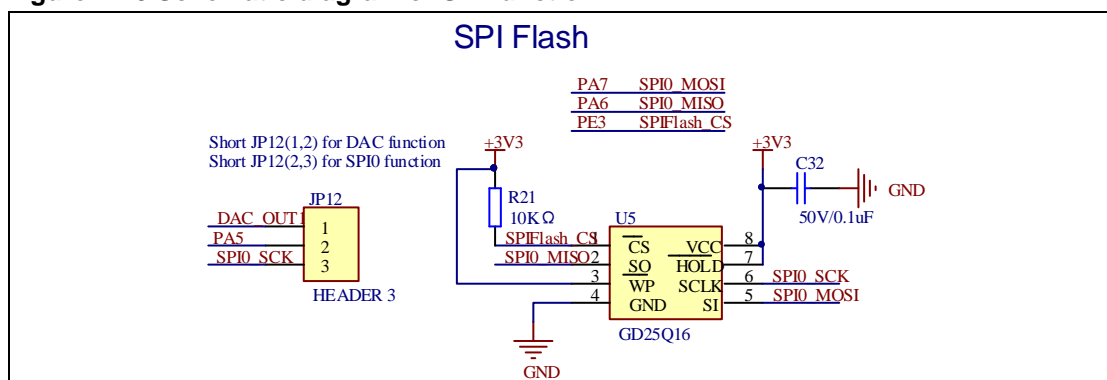 SPI Flash
PA7 SPI0_MOSI
PA6 SPI0_MISO
PE3 SPIFlash_CS
Short JP12(1,2) for DAC function
Short JP12(2,3) for SPI0 function
+3V3
+3V3
C32
GND
50V/0.1uF
JP12
R21
10KΩ
U5
DAC_OUT1 1
PA5 2
SPI0_SCK 3
HEADER 3
SPIFlash_CS 1 CS VCC 8
SPI0_MISO 2 SO HOLD 7
3 WP SCLK 6 SPI0_SCK
4 GND SI 5 SPI0_MOSI
GD25Q16
GND